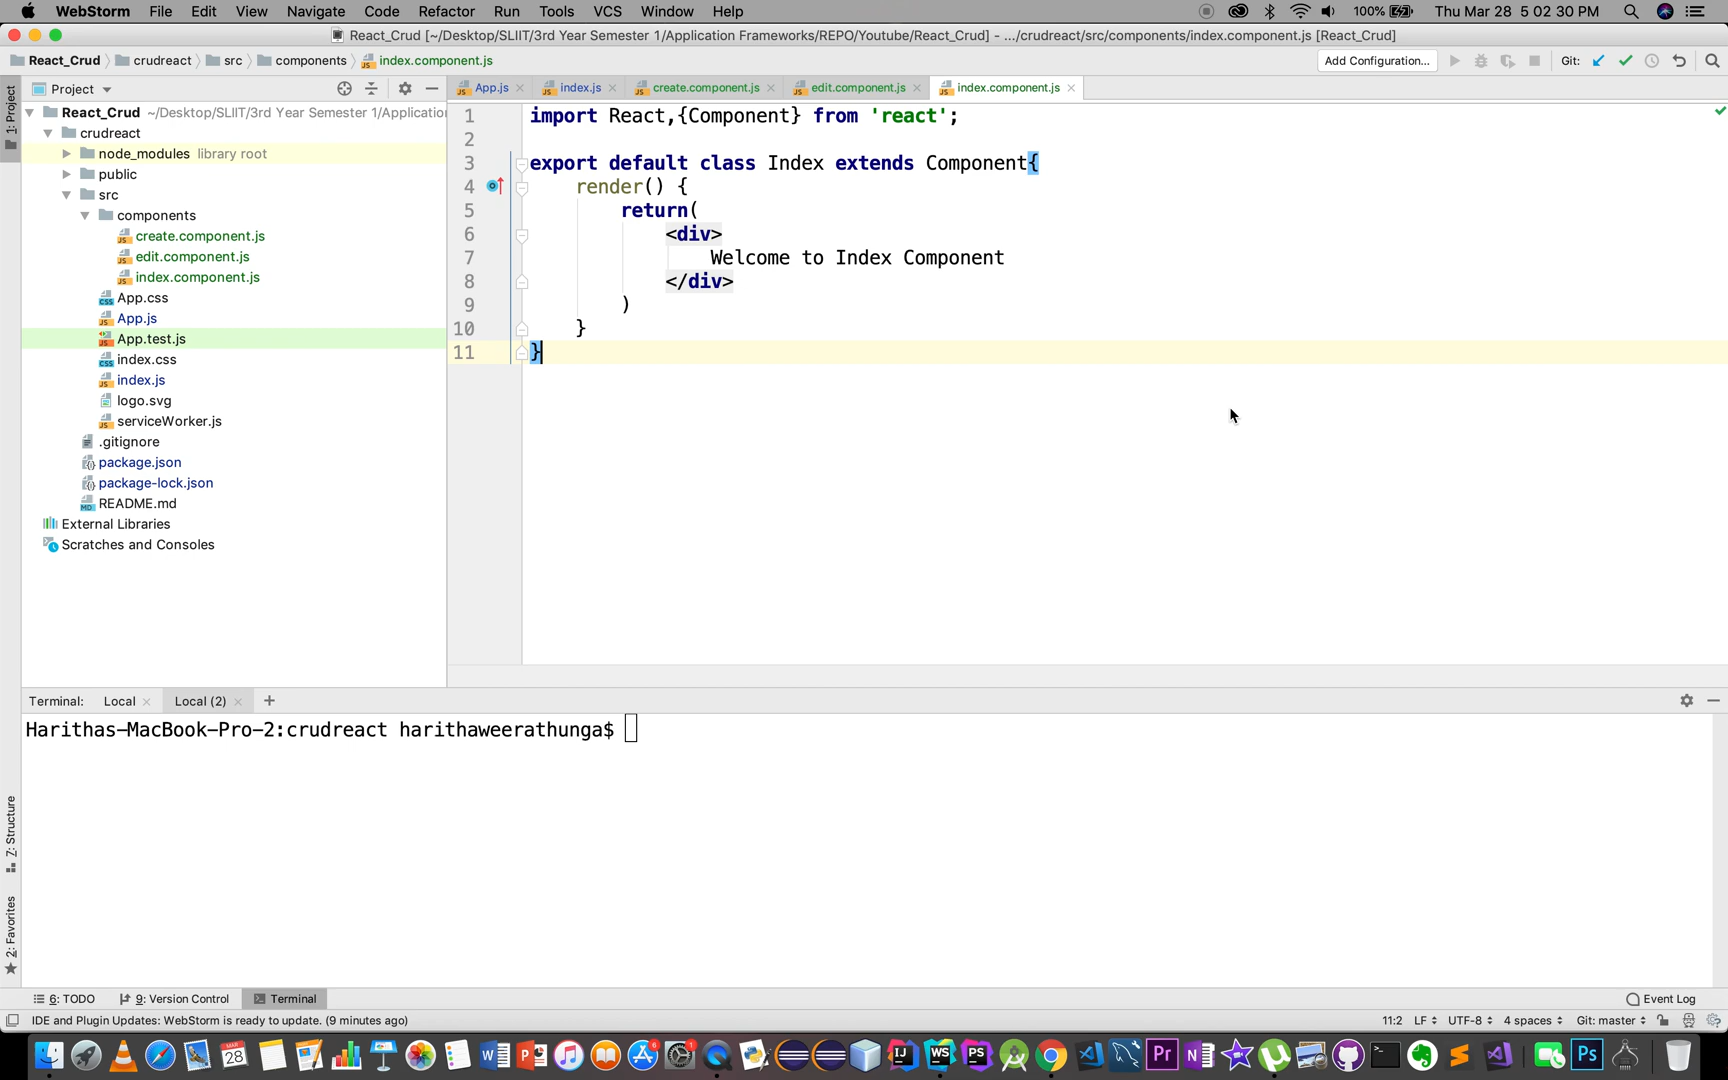 WebStorm File Edit View Navigate Code Refactor Run Tools VCS Window Help 100% Thu Mar 28 5 02 30 PM
React_Crud [~/Desktop/SLIIT/3rd Year Semester 1/Application Frameworks/REPO/Youtube/React_Crud] - .../crudreact/src/components/index.component.js [React_Crud]
React_Crud crudreact src components index.component.js Add Configuration... Git:
Project App.js index.js create.component.js edit.component.js index.component.js
1: Project
React_Crud ~/Desktop/SLIIT/3rd Year Semester 1/Applicatio
crudreact
node_modules library root
public
src
components
create.component.js
edit.component.js
index.component.js
App.css
App.js
App.test.js
index.css
index.js
logo.svg
serviceWorker.js
.gitignore
package.json
package-lock.json
README.md
External Libraries
Scratches and Consoles
1 import React,{Component} from 'react';
2
3 export default class Index extends Component{
4 render() {
5 return(
6 <div>
7 Welcome to Index Component
8 </div>
9 )
10 }
11 }
Terminal: Local Local (2) +
Harithas-MacBook-Pro-2:crudreact harithaweerathunga$
Z: Structure
2: Favorites
6: TODO 9: Version Control Terminal Event Log
IDE and Plugin Updates: WebStorm is ready to update. (9 minutes ago) 11:2 LF UTF-8 4 spaces Git: master